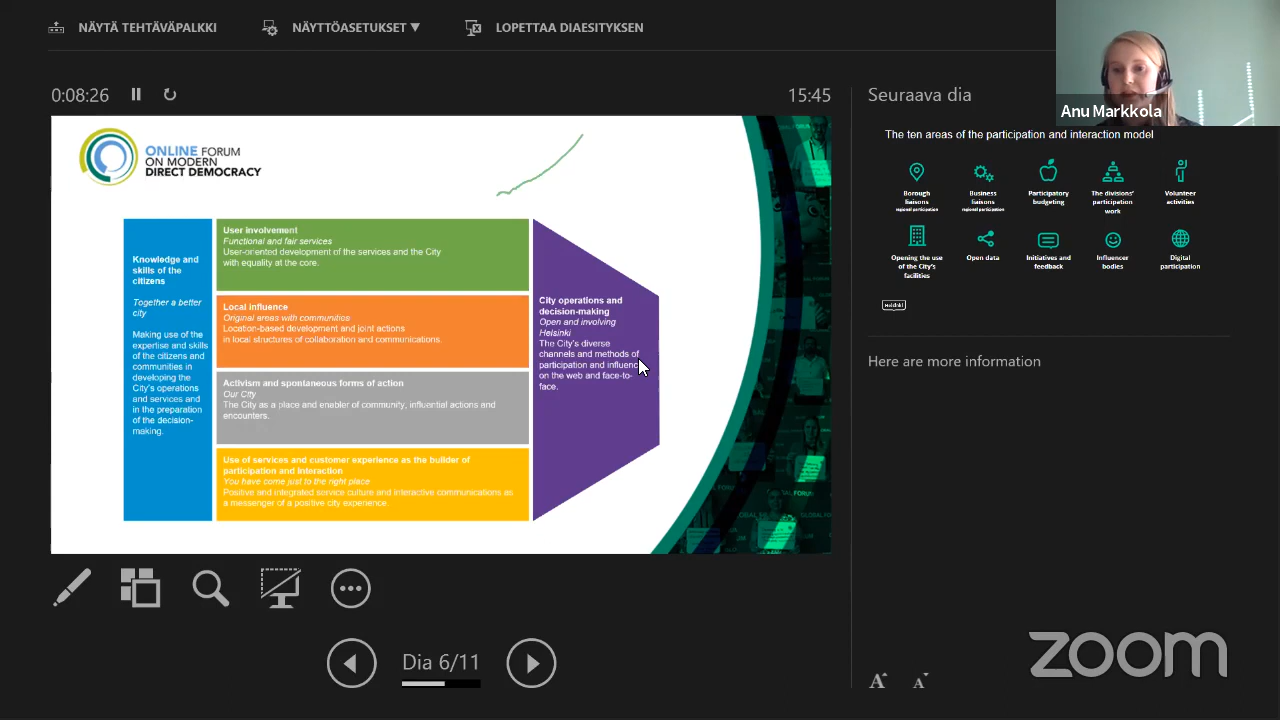 NÄYTÄ TEHTÄVÄPALKKI
NÄYTTÖASETUKSET ▼
LOPETTAA DIAESITYKSEN
0:08:26
15:45
Seuraava dia
Anu Markkola
ONLINE FORUM
ON MODERN
DIRECT DEMOCRACY
Knowledge and
skills of the
citizens
Together a better
city
Making use of the
expertise and skills
of the citizens and
communities in
developing the
City's operations
and services and
in the preparation
of the decision-
making.
User involvement
Functional and fair services
User-oriented development of the services and the City
with equality at the core.
Local influence
Original areas with communities
Location-based development and joint actions
in local structures of collaboration and communications.
Activism and spontaneous forms of action
Our City
The City as a place and enabler of community, influential actions and
encounters.
Use of services and customer experience as the builder of
participation and interaction
You have come just to the right place
Positive and integrated service culture and interactive communications as
a messenger of a positive city experience.
City operations and
decision-making
Open and involving
Helsinki
The City's diverse
channels and methods of
participation and influence
on the web and face-to-
face.
The ten areas of the participation and interaction model
Borough
liaisons
regional participation
Business
liaisons
regional participation
Participatory
budgeting
The divisions'
participation
work
Volunteer
activities
Opening the use
of the City's
facilities
Open data
Initiatives and
feedback
Influencer
bodies
Digital
participation
Helsinki
Here are more information
Dia 6/11
A A
zoom